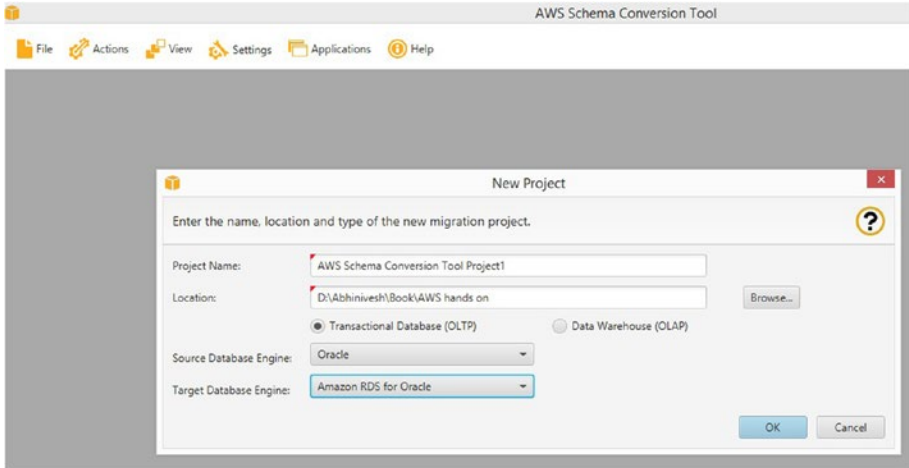 AWS Schema Conversion Tool
File Actions View Settings Applications Help
New Project
Enter the name, location and type of the new migration project.
?
Project Name: AWS Schema Conversion Tool Project1
Location: D:\Abhinivesh\Book\AWS hands on Browse...
Transactional Database (OLTP) Data Warehouse (OLAP)
Source Database Engine: Oracle
Target Database Engine: Amazon RDS for Oracle
OK Cancel